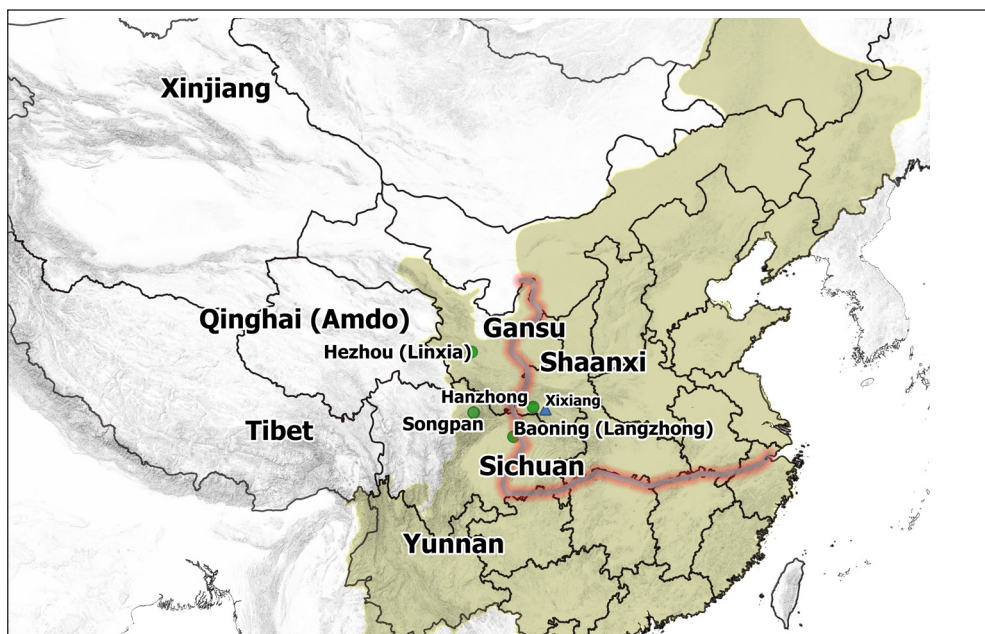 Xinjiang
Qinghai (Amdo)
Gansu
Hezhou (Linxia)
Shaanxi
Hanzhong
Xixiang
Songpan
Baoning (Langzhong)
Tibet
Sichuan
Yunnan